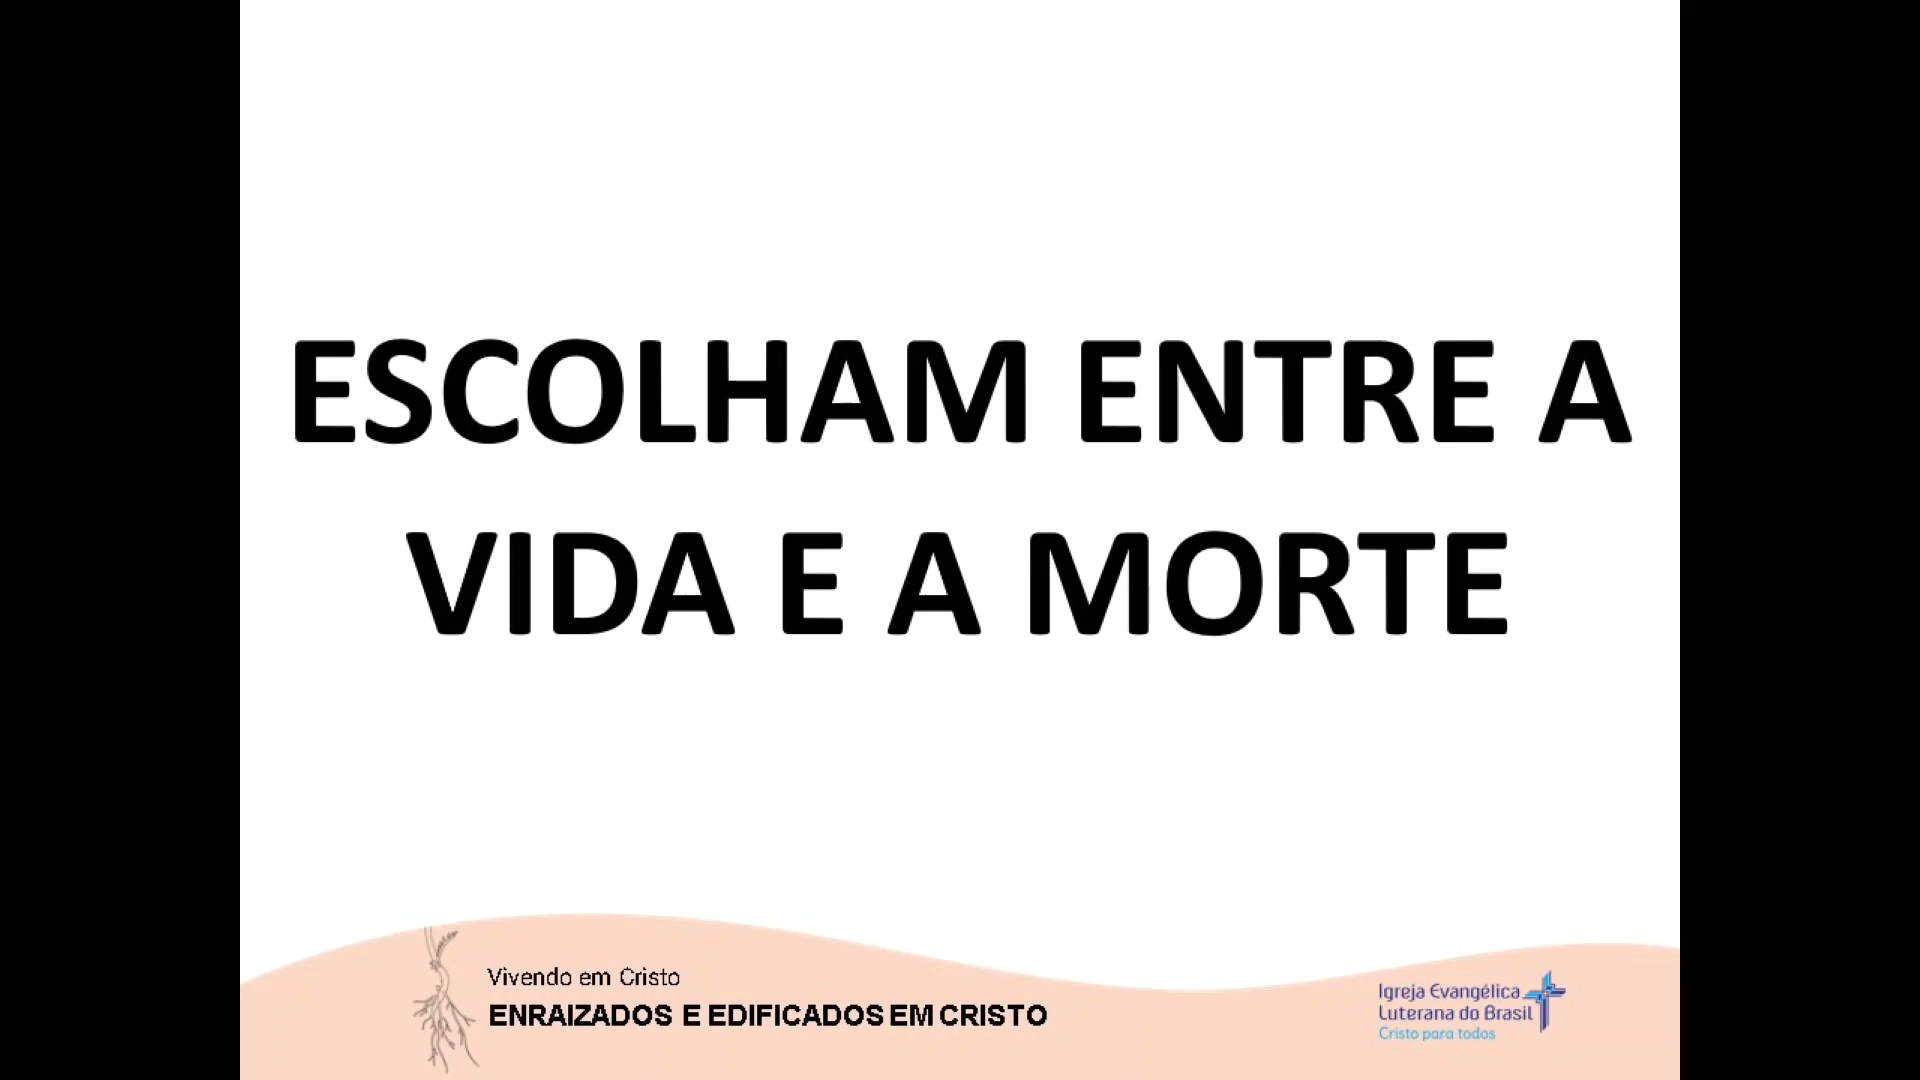 ESCOLHAM ENTRE A
VIDA E A MORTE
Vivendo em Cristo
ENRAIZADOS E EDIFICADOS EM CRISTO
Igreja Evangélica
Luterana do Brasil
Cristo para todos